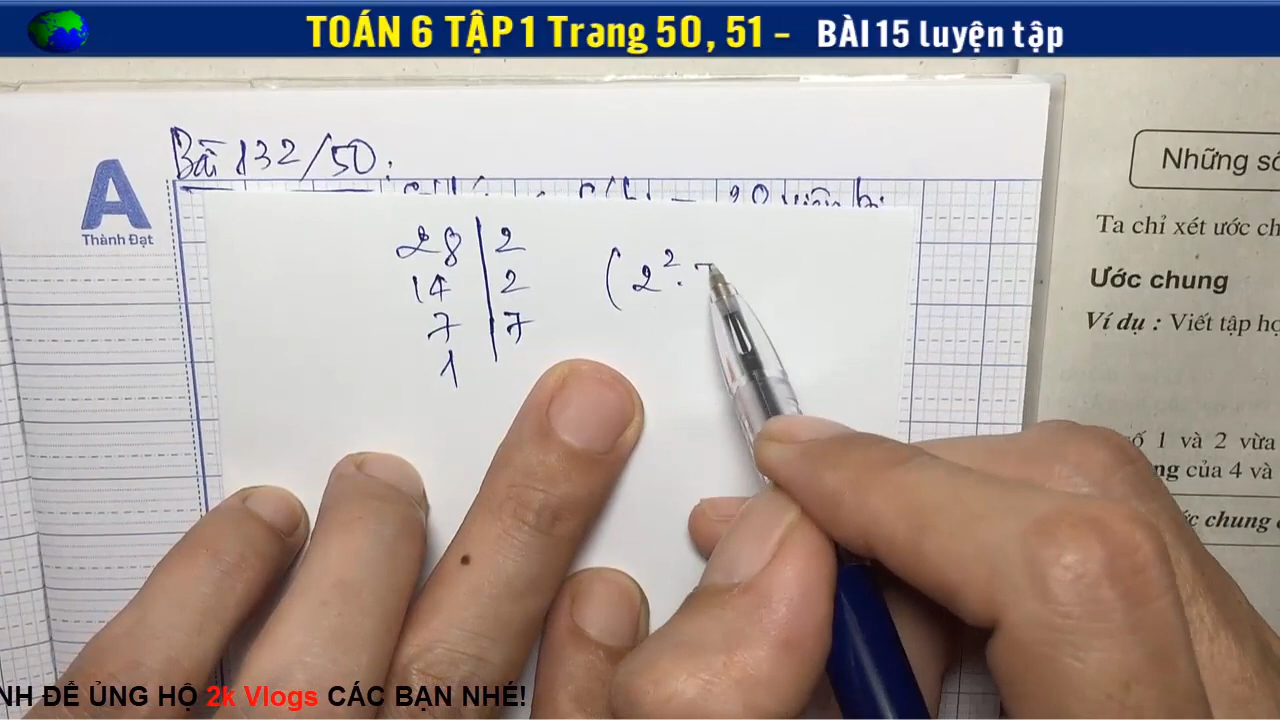 TOÁN 6 TẬP 1 Trang 50, 51 - BÀI 15 luyện tập
Bài 132/50:
A
Thành Đạt
28 | 2
14 | 2
7 | 7
1
(2².7
Những số
Ta chỉ xét ước ch
Ước chung
Ví dụ : Viết tập hợ
số 1 và 2 vừa
ng của 4 và
ớc chung
NH ĐỂ ỦNG HỘ 2k Vlogs CÁC BẠN NHÉ!